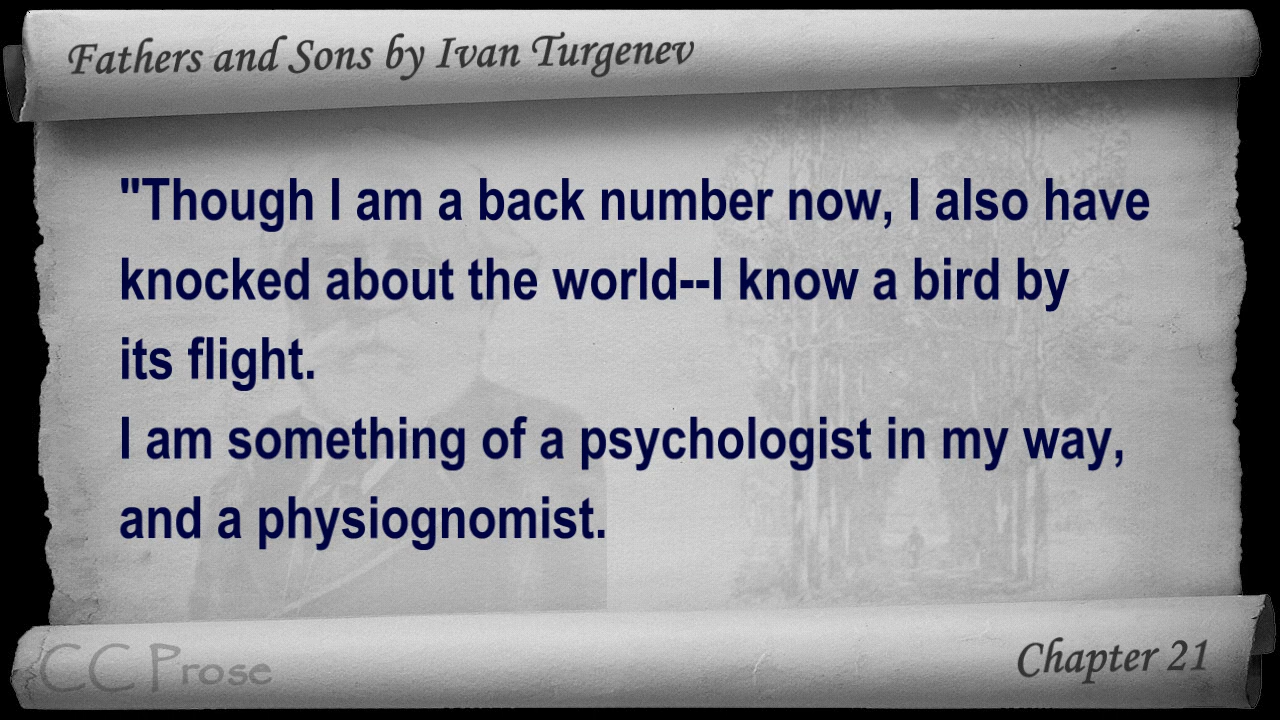 Fathers and Sons by Ivan Turgenev
"Though I am a back number now, I also have
knocked about the world--I know a bird by
its flight.
I am something of a psychologist in my way,
and a physiognomist.
CC Prose
Chapter 21